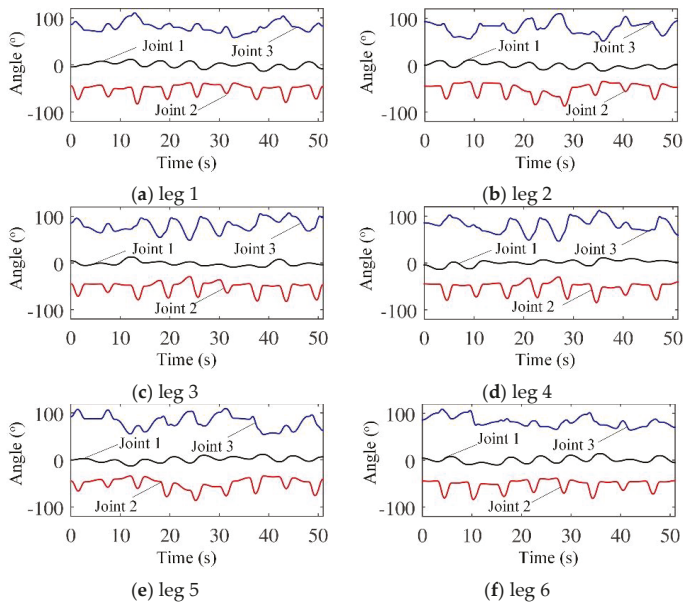 Angle (°)
100
0
-100
Joint 1
Joint 3
Joint 2
0 10 20 30 40 50
Time (s)
(a) leg 1
Angle (°)
100
0
-100
Joint 1
Joint 3
Joint 2
0 10 20 30 40 50
Time (s)
(b) leg 2
Angle (°)
100
0
-100
Joint 1
Joint 3
Joint 2
0 10 20 30 40 50
Time (s)
(c) leg 3
Angle (°)
100
0
-100
Joint 1
Joint 3
Joint 2
0 10 20 30 40 50
Time (s)
(d) leg 4
Angle (°)
100
0
-100
Joint 1
Joint 3
Joint 2
0 10 20 30 40 50
Time (s)
(e) leg 5
Angle (°)
100
0
-100
Joint 1
Joint 3
Joint 2
0 10 20 30 40 50
Time (s)
(f) leg 6